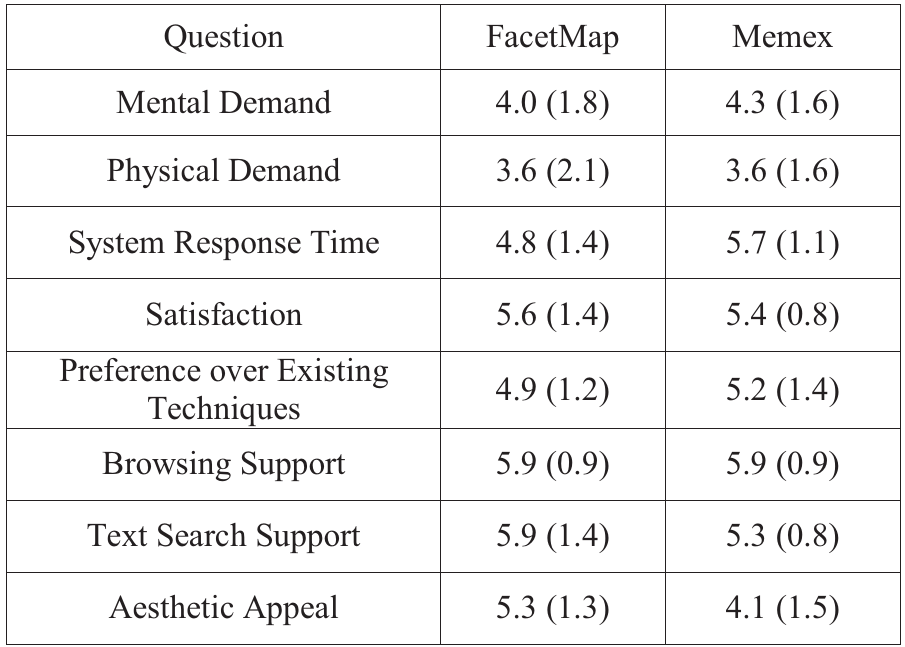 Question FacetMap Memex
Mental Demand 4.0 (1.8) 4.3 (1.6)
Physical Demand 3.6 (2.1) 3.6 (1.6)
System Response Time 4.8 (1.4) 5.7 (1.1)
Satisfaction 5.6 (1.4) 5.4 (0.8)
Preference over Existing
Techniques 4.9 (1.2) 5.2 (1.4)
Browsing Support 5.9 (0.9) 5.9 (0.9)
Text Search Support 5.9 (1.4) 5.3 (0.8)
Aesthetic Appeal 5.3 (1.3) 4.1 (1.5)